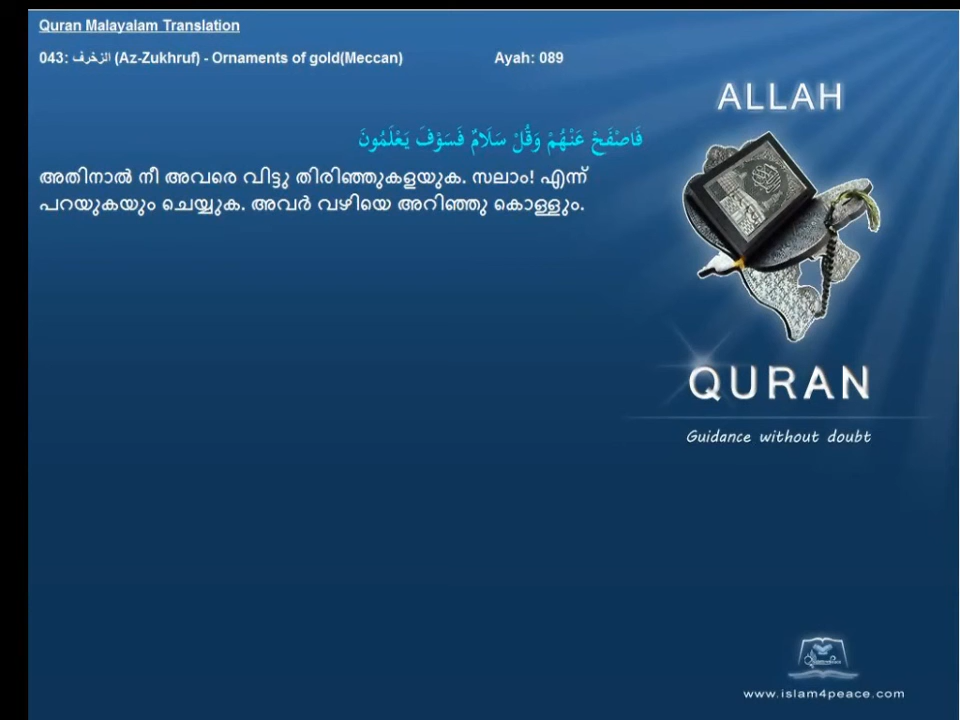 Quran Malayalam Translation
043: الزخرف (Az-Zukhruf) - Ornaments of gold(Meccan) Ayah: 089
فَاصْفَحْ عَنْهُمْ وَقُلْ سَلَامٌ فَسَوْفَ يَعْلَمُونَ
അതിനാല്‍ നീ അവരെ വിട്ടു തിരിഞ്ഞുകളയുക. സലാം! എന്ന്
പറയുകയും ചെയ്യുക. അവര്‍ വഴിയെ അറിഞ്ഞു കൊള്ളും.
ALLAH
QURAN
Guidance without doubt
www.islam4peace.com